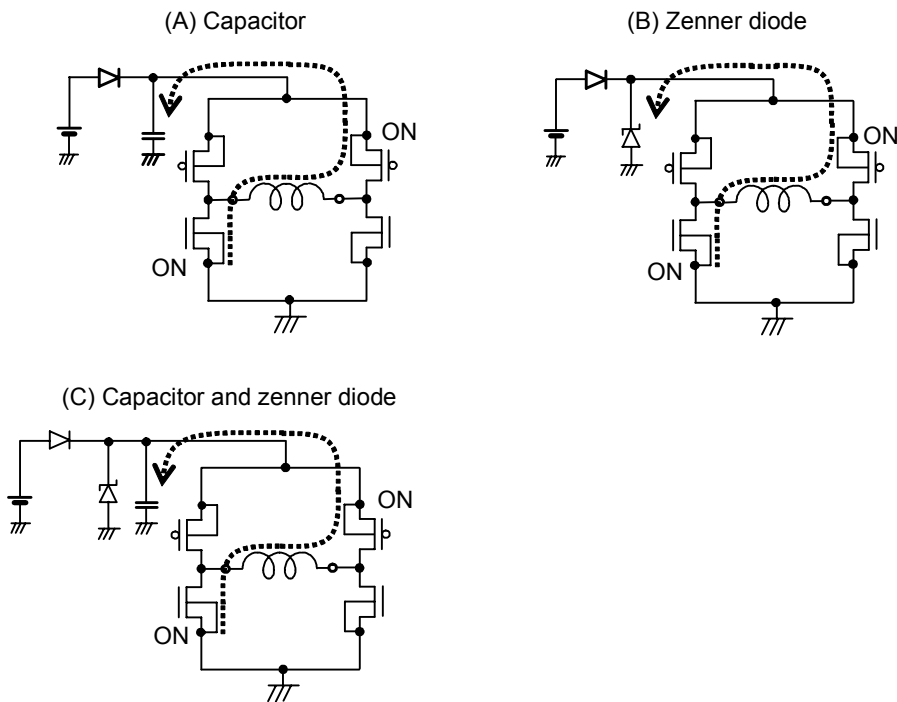 (A) Capacitor
ON
ON
(B) Zenner diode
ON
ON
(C) Capacitor and zenner diode
ON
ON